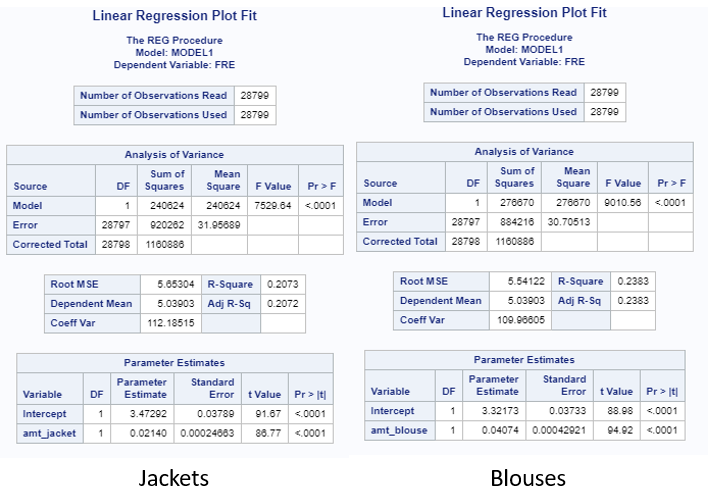 Linear Regression Plot Fit
The REG Procedure
Model: MODEL1
Dependent Variable: FRE
Number of Observations Read 28799
Number of Observations Used 28799
Analysis of Variance
Source DF Sum of Squares Mean Square F Value Pr > F
Model 1 240624 240624 7529.64 <.0001
Error 28797 920262 31.95689
Corrected Total 28798 1160886
Root MSE 5.65304 R-Square 0.2073
Dependent Mean 5.03903 Adj R-Sq 0.2072
Coeff Var 112.18515
Parameter Estimates
Variable DF Parameter Estimate Standard Error t Value Pr > |t|
Intercept 1 3.47292 0.03789 91.67 <.0001
amt_jacket 1 0.02140 0.00024663 86.77 <.0001
Jackets
Linear Regression Plot Fit
The REG Procedure
Model: MODEL1
Dependent Variable: FRE
Number of Observations Read 28799
Number of Observations Used 28799
Analysis of Variance
Source DF Sum of Squares Mean Square F Value Pr > F
Model 1 276670 276670 9010.56 <.0001
Error 28797 884216 30.70513
Corrected Total 28798 1160886
Root MSE 5.54122 R-Square 0.2383
Dependent Mean 5.03903 Adj R-Sq 0.2383
Coeff Var 109.96605
Parameter Estimates
Variable DF Parameter Estimate Standard Error t Value Pr > |t|
Intercept 1 3.32173 0.03733 88.98 <.0001
amt_blouse 1 0.04074 0.00042921 94.92 <.0001
Blouses